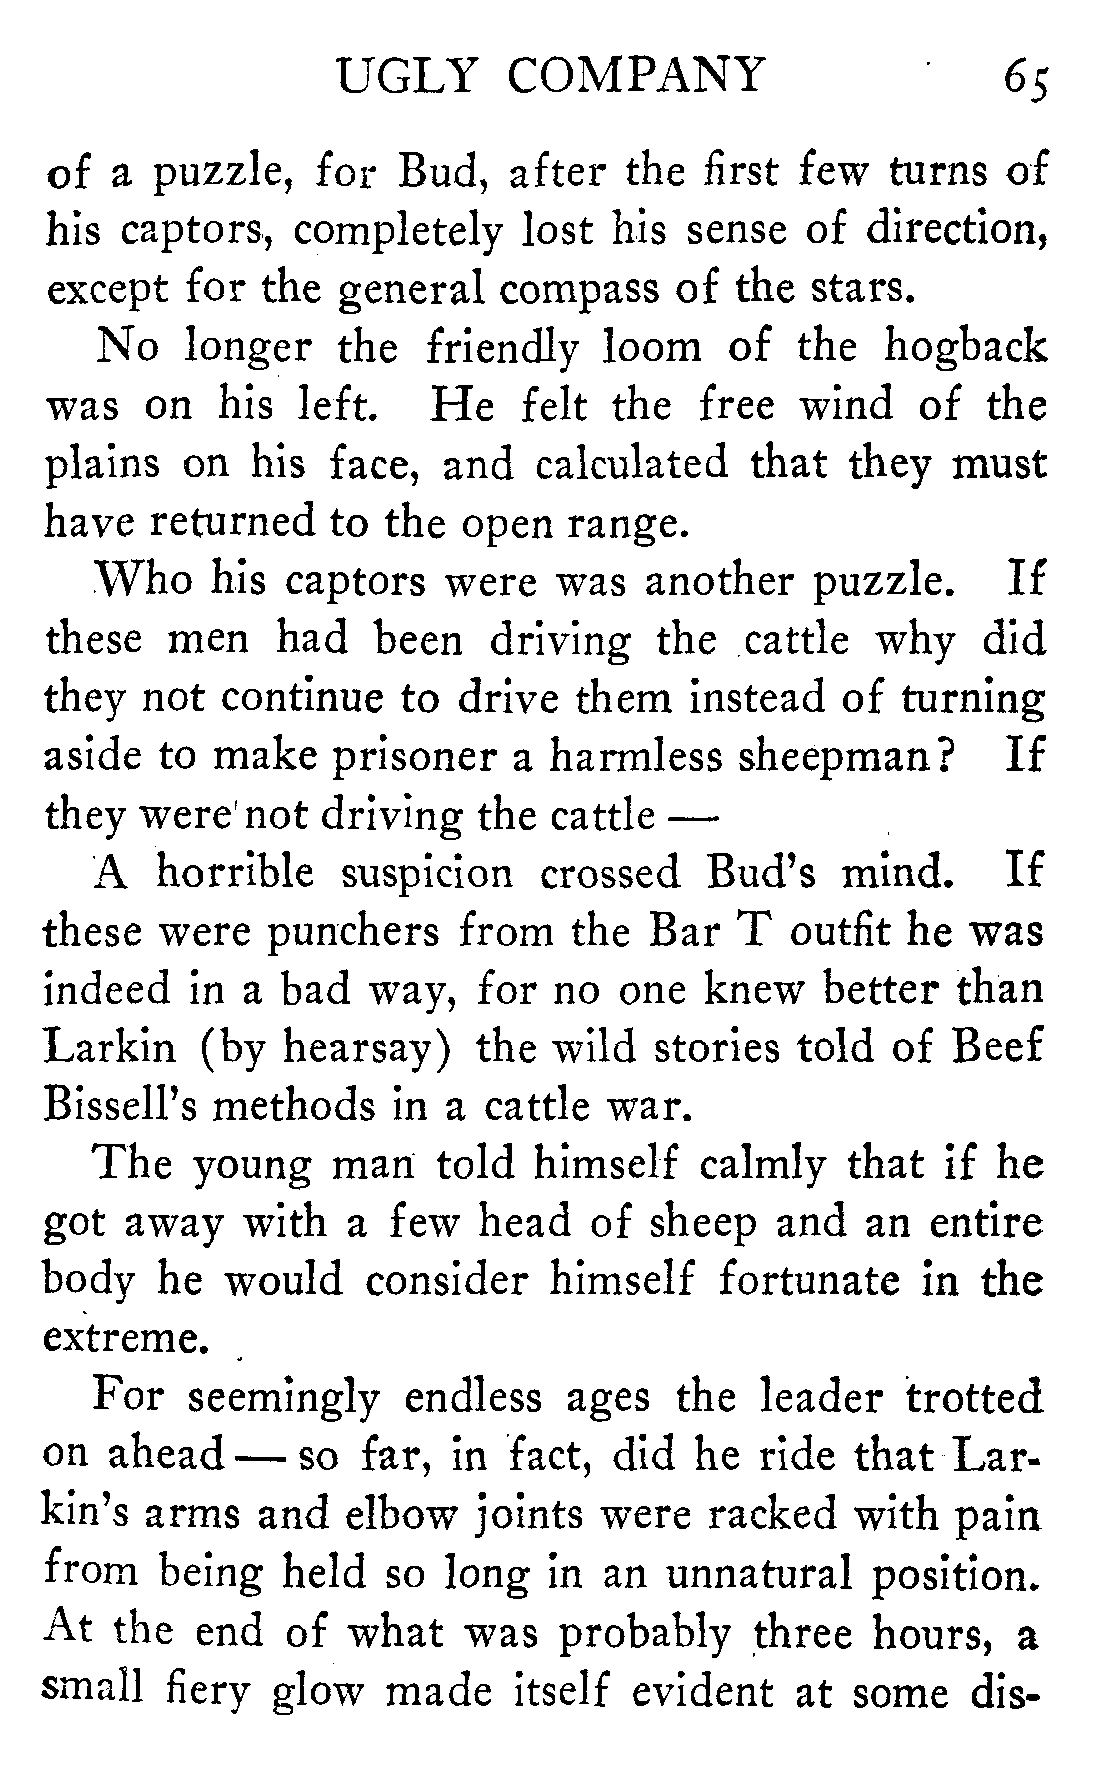 UGLY COMPANY 65
of a puzzle, for Bud, after the first few turns of
his captors, completely lost his sense of direction,
except for the general compass of the stars.
No longer the friendly loom of the hogback
was on his left. He felt the free wind of the
plains on his face, and calculated that they must
have returned to the open range.
Who his captors were was another puzzle. If
these men had been driving the cattle why did
they not continue to drive them instead of turning
aside to make prisoner a harmless sheepman? If
they were not driving the cattle —
A horrible suspicion crossed Bud's mind. If
these were punchers from the Bar T outfit he was
indeed in a bad way, for no one knew better than
Larkin (by hearsay) the wild stories told of Beef
Bissell's methods in a cattle war.
The young man told himself calmly that if he
got away with a few head of sheep and an entire
body he would consider himself fortunate in the
extreme.
For seemingly endless ages the leader trotted
on ahead — so far, in fact, did he ride that Lar-
kin's arms and elbow joints were racked with pain
from being held so long in an unnatural position.
At the end of what was probably three hours, a
small fiery glow made itself evident at some dis-